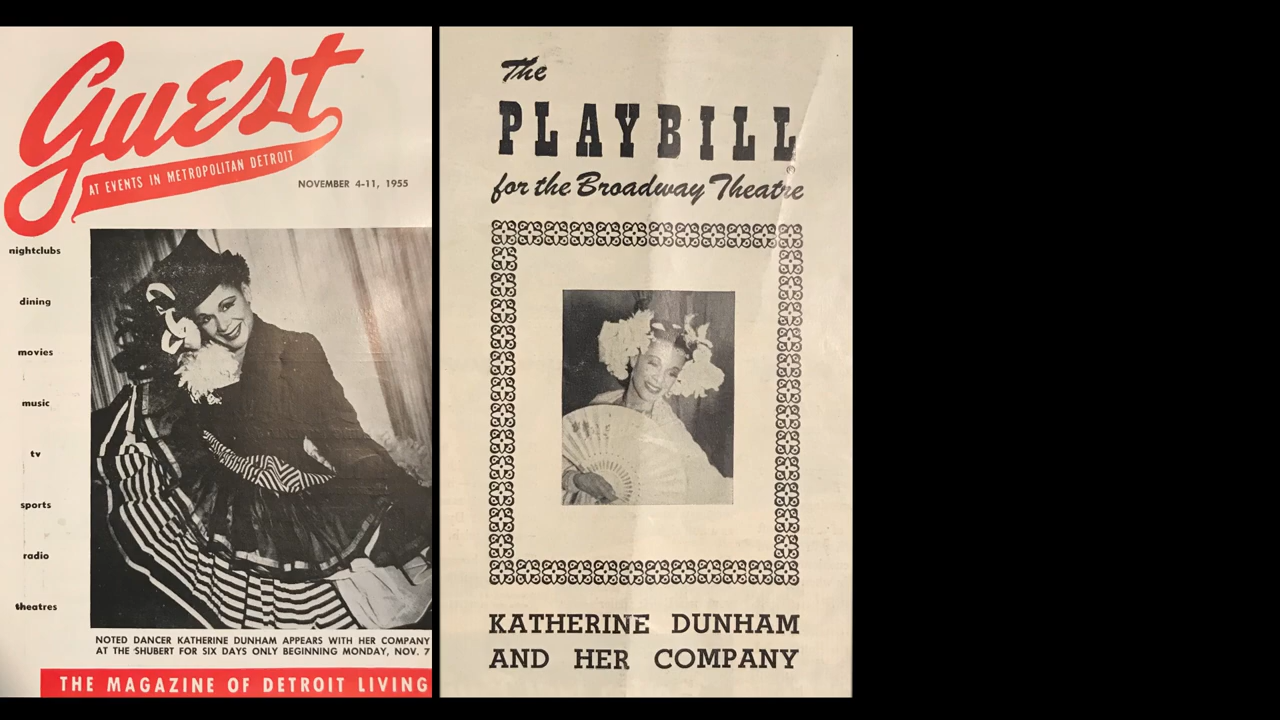 Guest
AT EVENTS IN METROPOLITAN DETROIT
NOVEMBER 4-11, 1955
nightclubs
dining
movies
music
tv
sports
radio
theatres
NOTED DANCER KATHERINE DUNHAM APPEARS WITH HER COMPANY
AT THE SHUBERT FOR SIX DAYS ONLY BEGINNING MONDAY, NOV. 7
THE MAGAZINE OF DETROIT LIVING
The
PLAYBILL
for the Broadway Theatre
KATHERINE DUNHAM
AND HER COMPANY